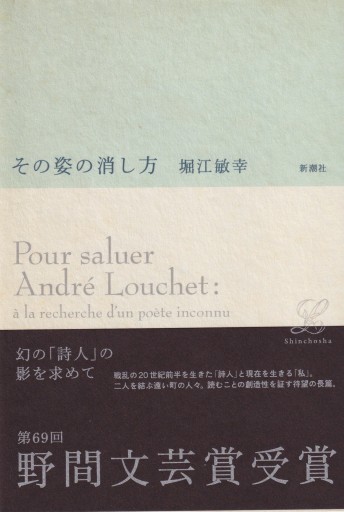 その姿の消し方　堀江敏幸　新潮社
Pour saluer
André Louchet :
à la recherche d'un poète inconnu
Shinchosha
幻の「詩人」の
影を求めて
戦乱の20世紀前半を生きた「詩人」と現在を生きる「私」。
二人を結ぶ遠い町の人々。読むことの創造性を証す待望の長篇。
第69回
野間文芸賞受賞